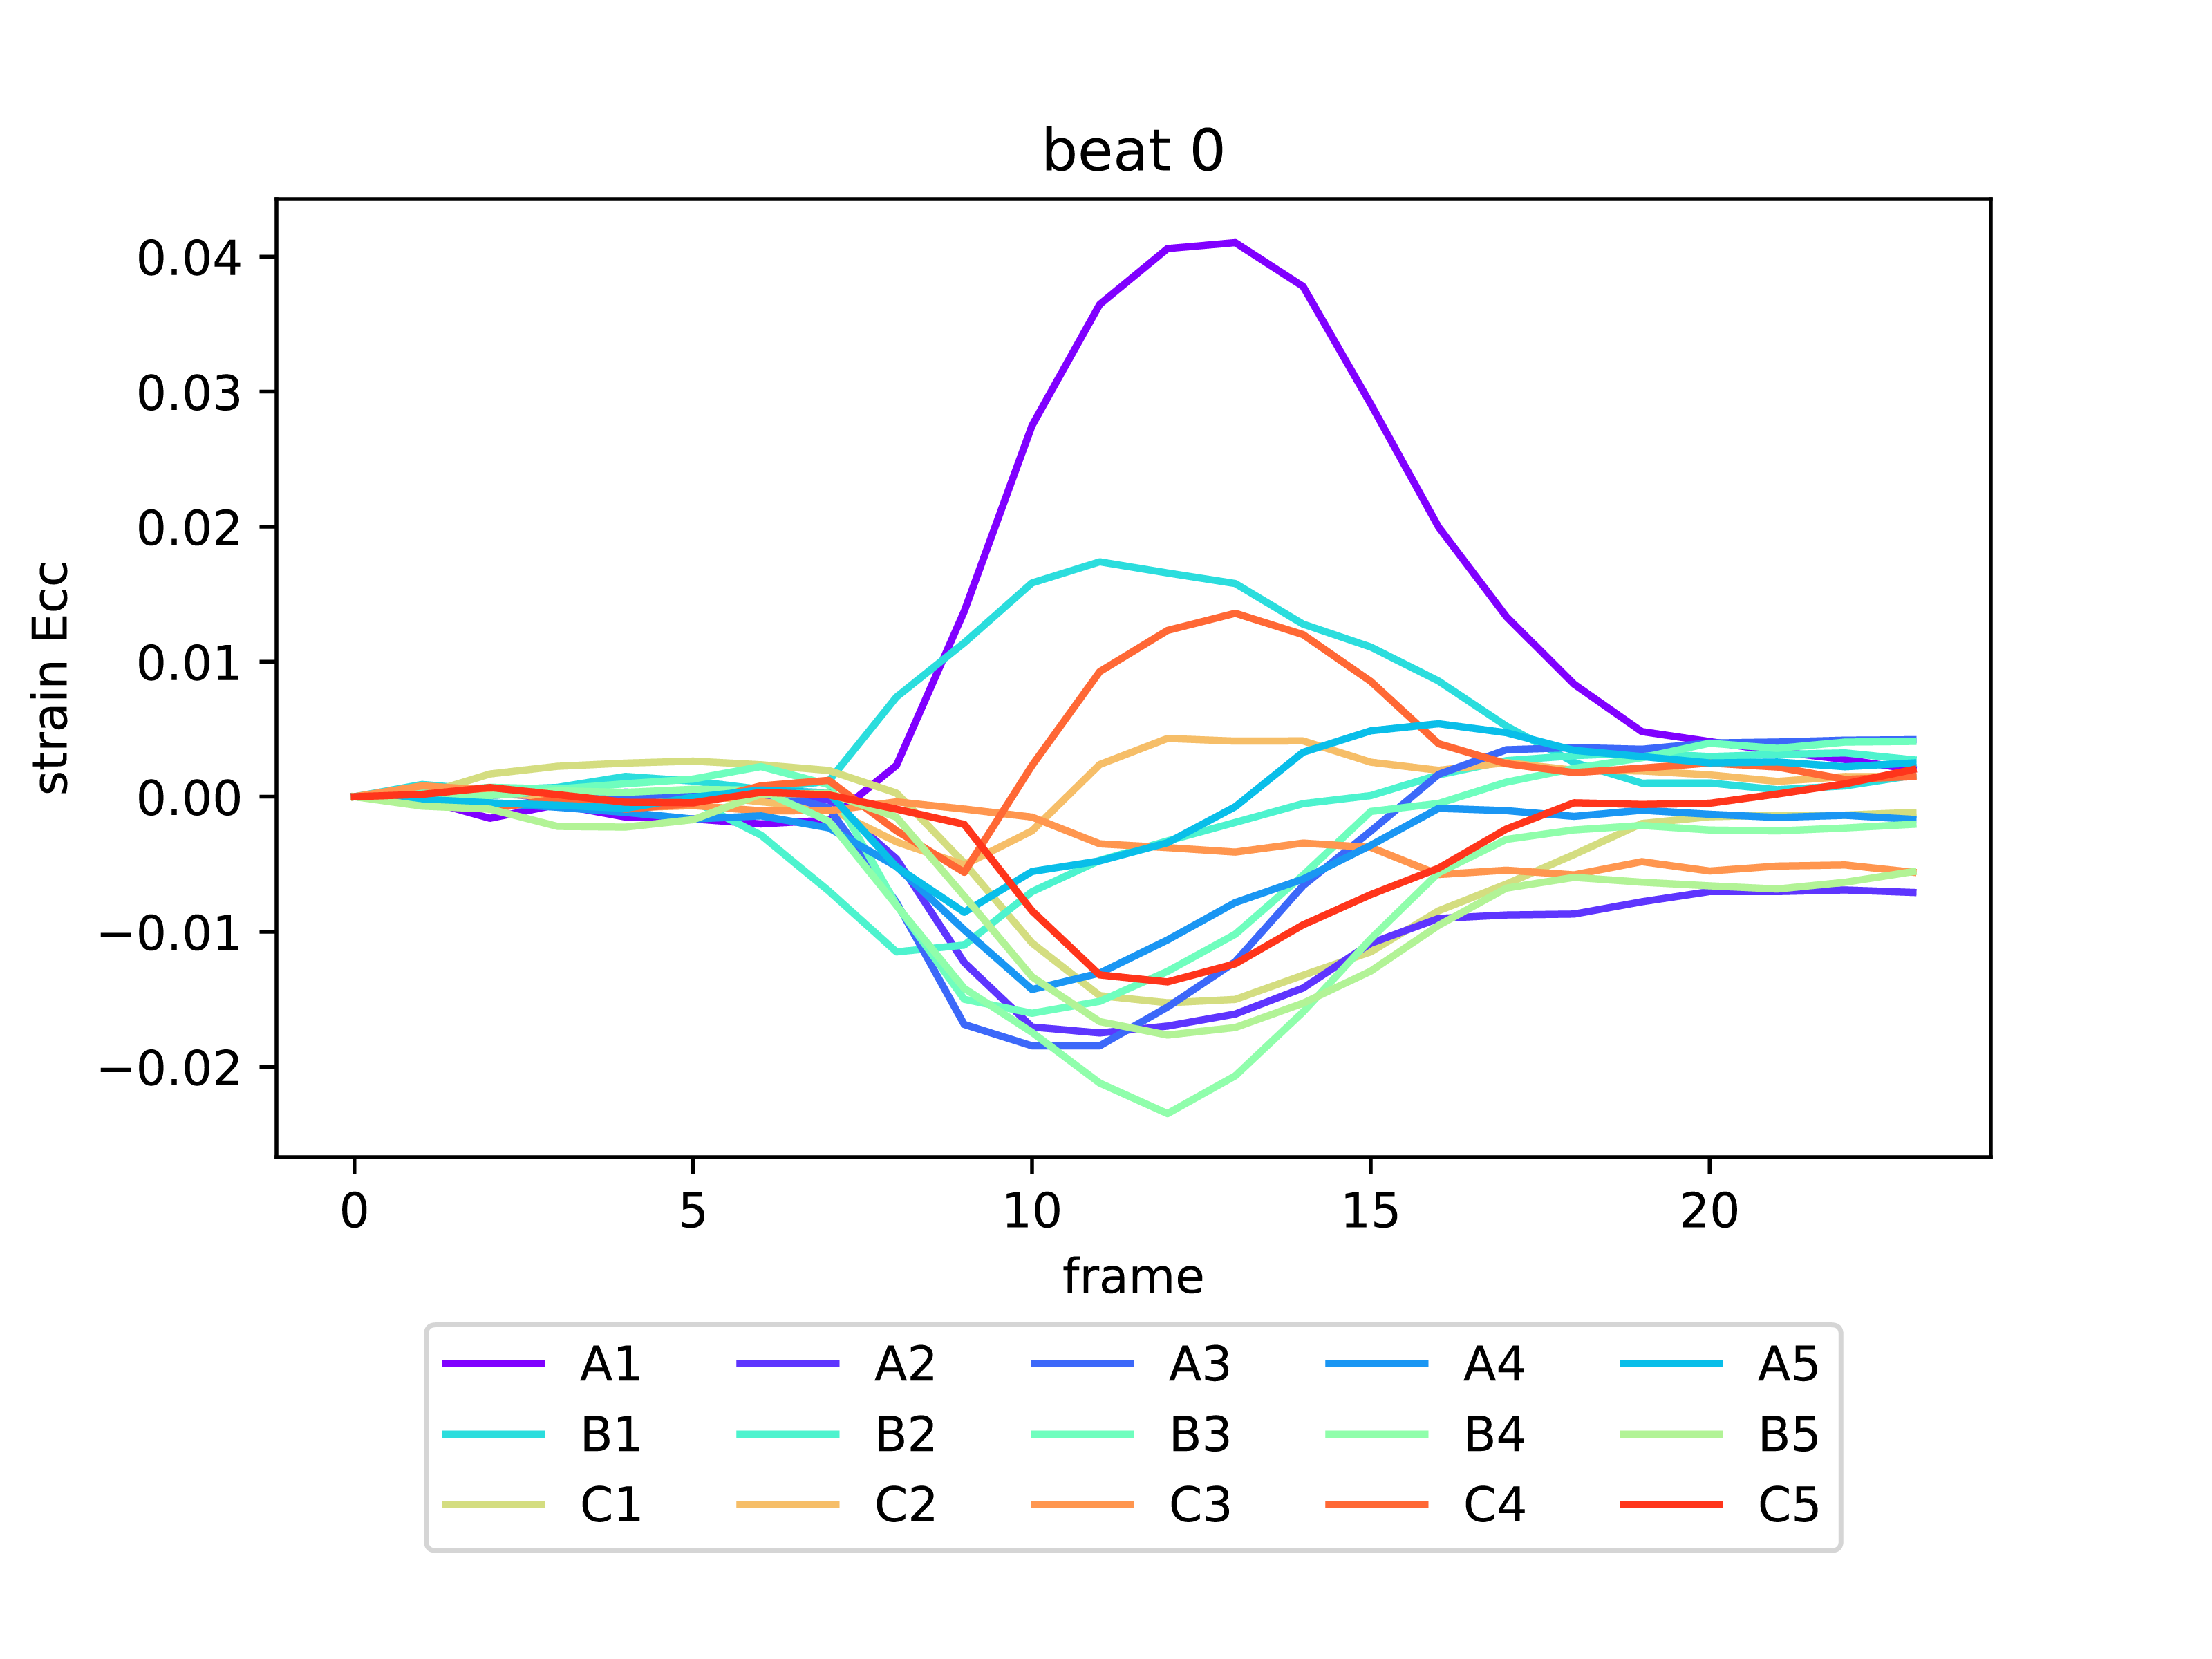 beat 0
strain Ecc
0.04
0.03
0.02
0.01
0.00
−0.01
−0.02
0 5 10 15 20
frame
A1 A2 A3 A4 A5
B1 B2 B3 B4 B5
C1 C2 C3 C4 C5